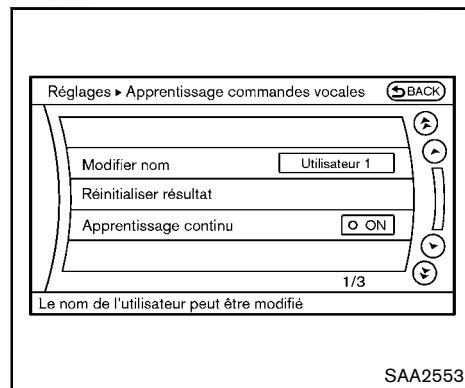 Réglages ▸ Apprentissage commandes vocales BACK
Modifier nom Utilisateur 1
Réinitialiser résultat
Apprentissage continu ON
1/3
Le nom de l'utilisateur peut être modifié
SAA2553